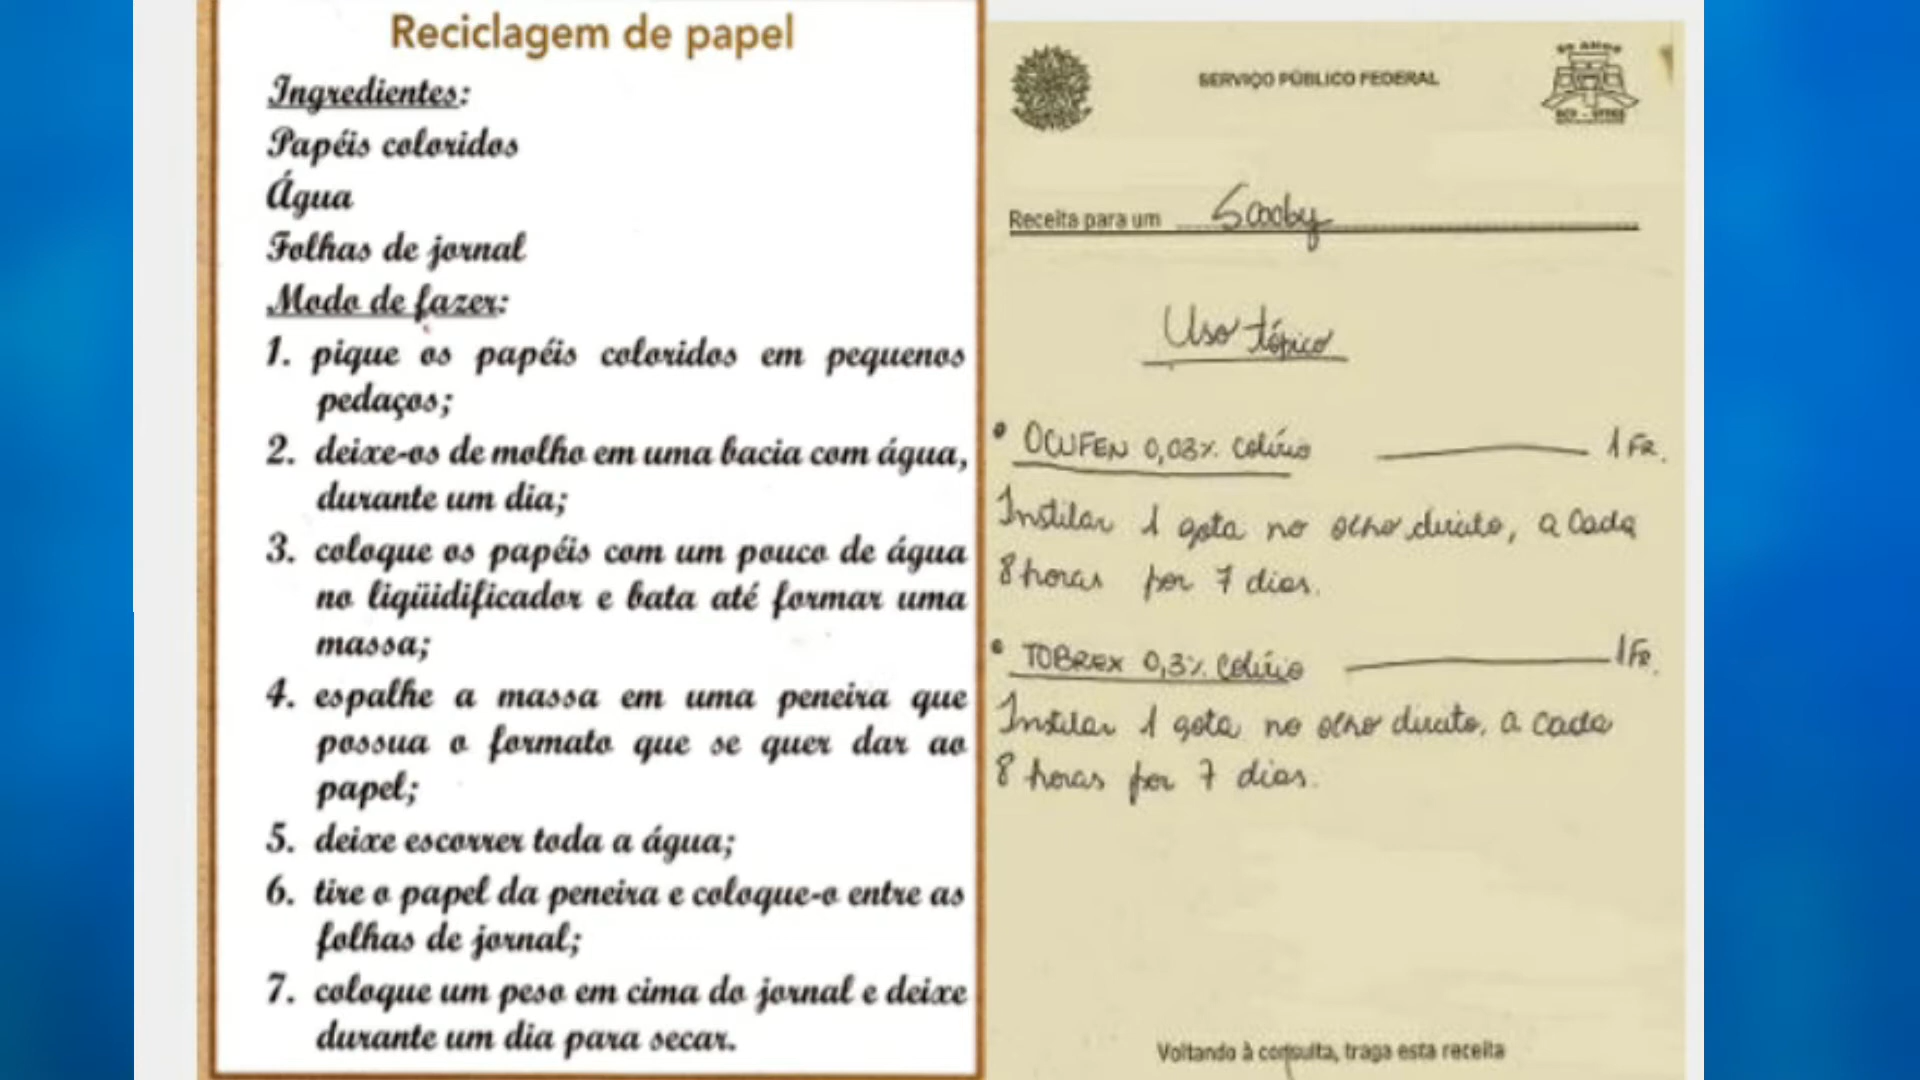 Reciclagem de papel
Ingredientes:
Papéis coloridos
Água
Folhas de jornal
Modo de fazer:
1. pique os papéis coloridos em pequenos
pedaços;
2. deixe-os de molho em uma bacia com água,
durante um dia;
3. coloque os papéis com um pouco de água
no liqüidificador e bata até formar uma
massa;
4. espalhe a massa em uma peneira que
possua o formato que se quer dar ao
papel;
5. deixe escorrer toda a água;
6. tire o papel da peneira e coloque-o entre as
folhas de jornal;
7. coloque um peso em cima do jornal e deixe
durante um dia para secar.
SERVIÇO PÚBLICO FEDERAL
Receita para um Scooby
Uso tópico
• OCUFEN 0,03% colírio 1 FR.
Instilar 1 gota no olho direito, a cada
8 horas por 7 dias.
• TOBREX 0,3% colírio 1 FR.
Instilar 1 gota no olho direito, a cada
8 horas por 7 dias.
Voltando à consulta, traga esta receita